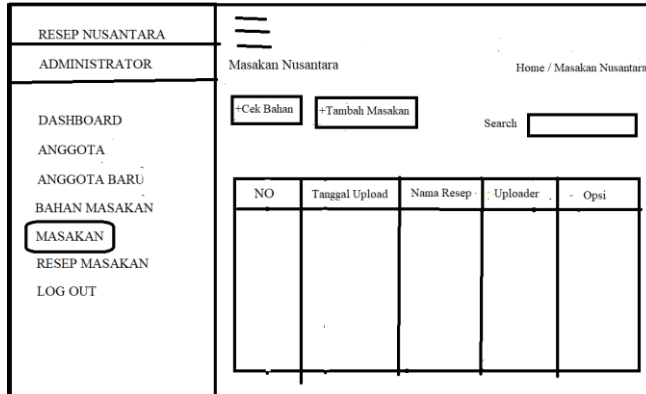 RESEP NUSANTARA
ADMINISTRATOR
DASHBOARD
ANGGOTA
ANGGOTA BARU
BAHAN MASAKAN
MASAKAN
RESEP MASAKAN
LOG OUT
Masakan Nusantara
Home / Masakan Nusantara
+Cek Bahan
+Tambah Masakan
Search
NO Tanggal Upload Nama Resep Uploader Opsi